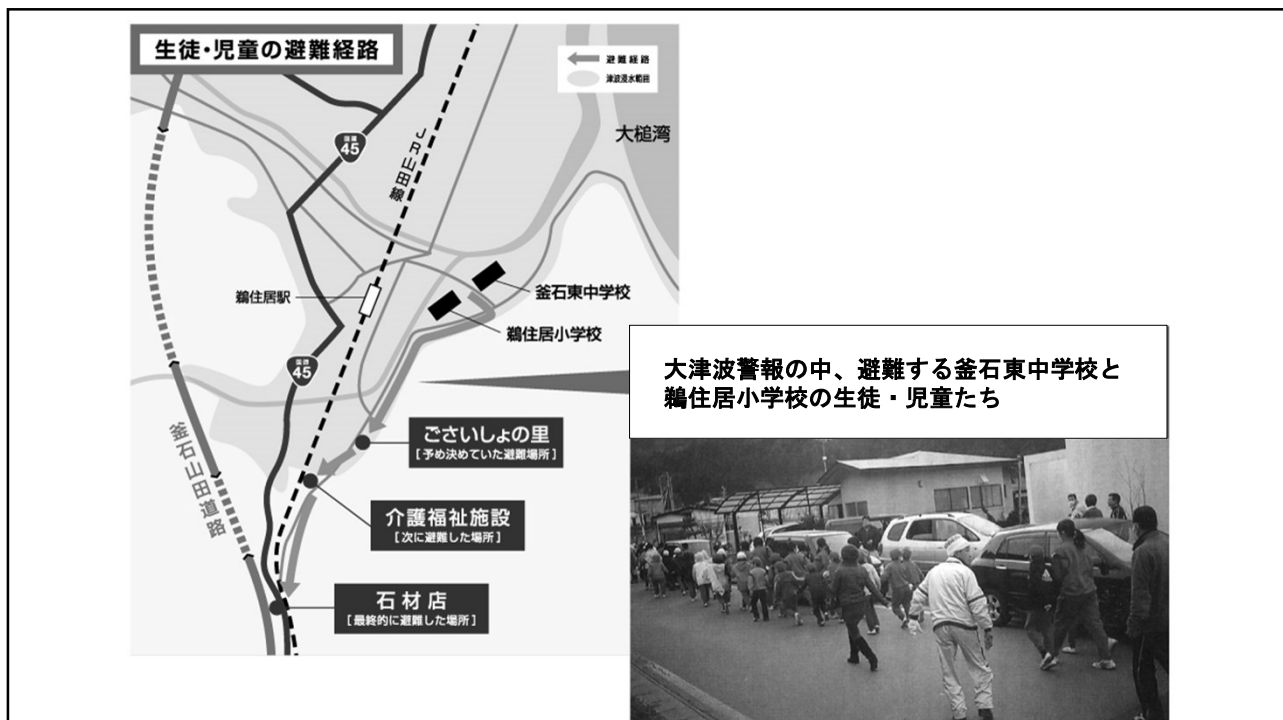 生徒・児童の避難経路
避難経路
津波浸水範囲
大槌湾
国道
45
JR山田線
鵜住居駅
釜石東中学校
鵜住居小学校
国道
45
釜石山田道路
ごさいしょの里
[予め決めていた避難場所]
介護福祉施設
[次に避難した場所]
石材店
[最終的に避難した場所]
大津波警報の中、避難する釜石東中学校と
鵜住居小学校の生徒・児童たち